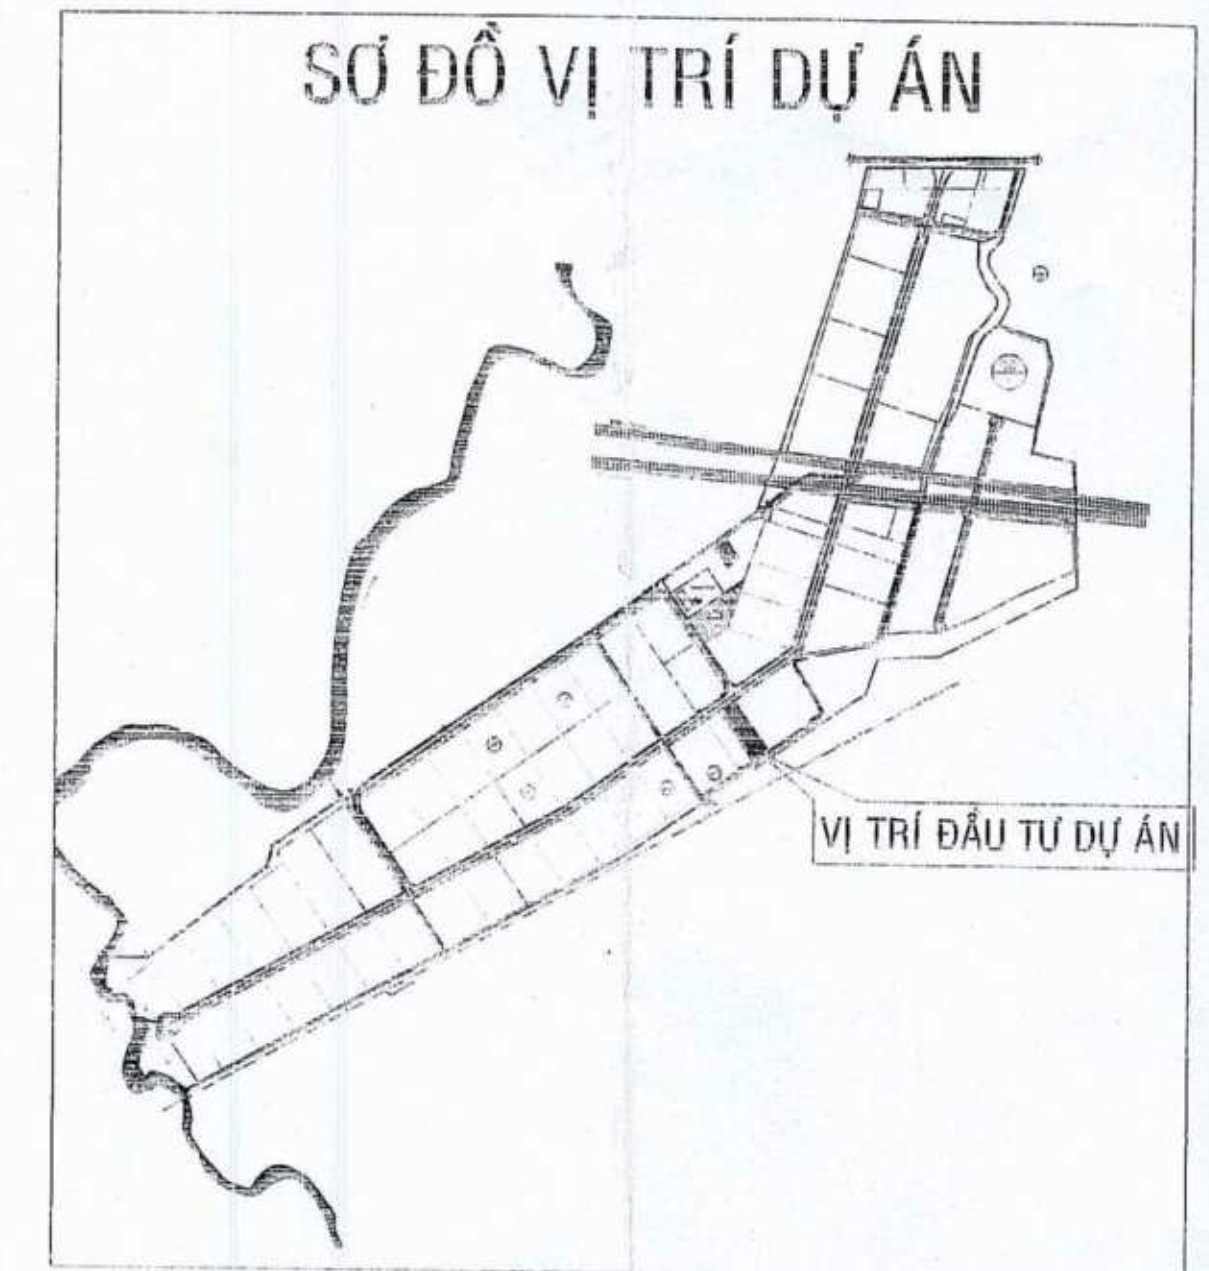 SƠ ĐỒ VỊ TRÍ DỰ ÁN
VỊ TRÍ ĐẦU TƯ DỰ ÁN